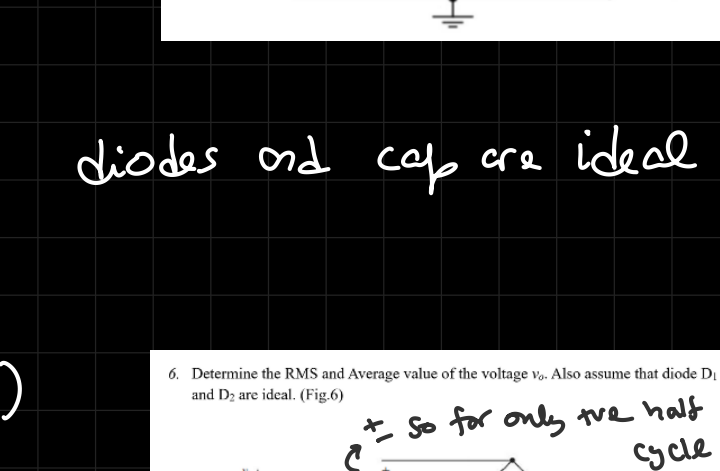 diodes and cap are ideal
)
6. Determine the RMS and Average value of the voltage vₒ. Also assume that diode D₁
and D₂ are ideal. (Fig.6)
+- so for only +ve half
cycle